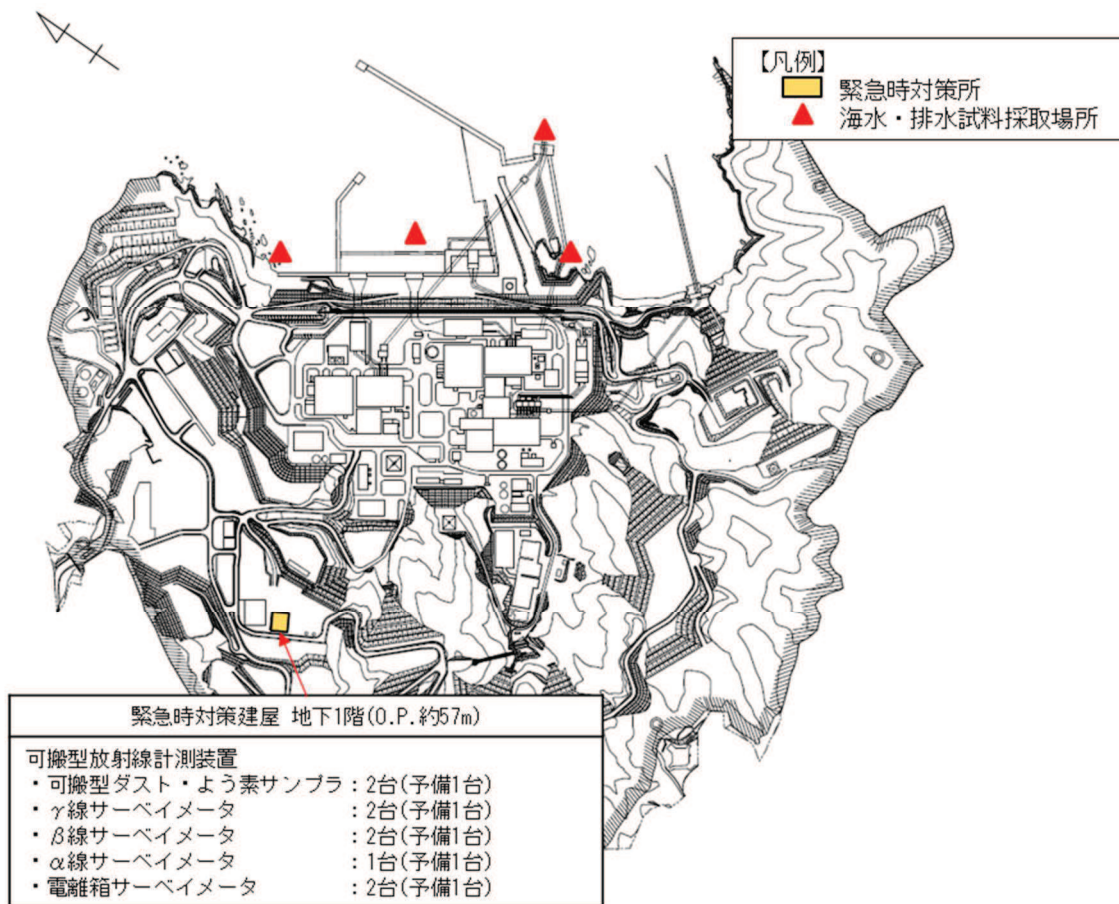 【凡例】
緊急時対策所
海水・排水試料採取場所
緊急時対策建屋 地下1階(O.P.約57m)
可搬型放射線計測装置
・可搬型ダスト・よう素サンプラ：2台(予備1台)
・γ線サーベイメータ：2台(予備1台)
・β線サーベイメータ：2台(予備1台)
・α線サーベイメータ：1台(予備1台)
・電離箱サーベイメータ：2台(予備1台)